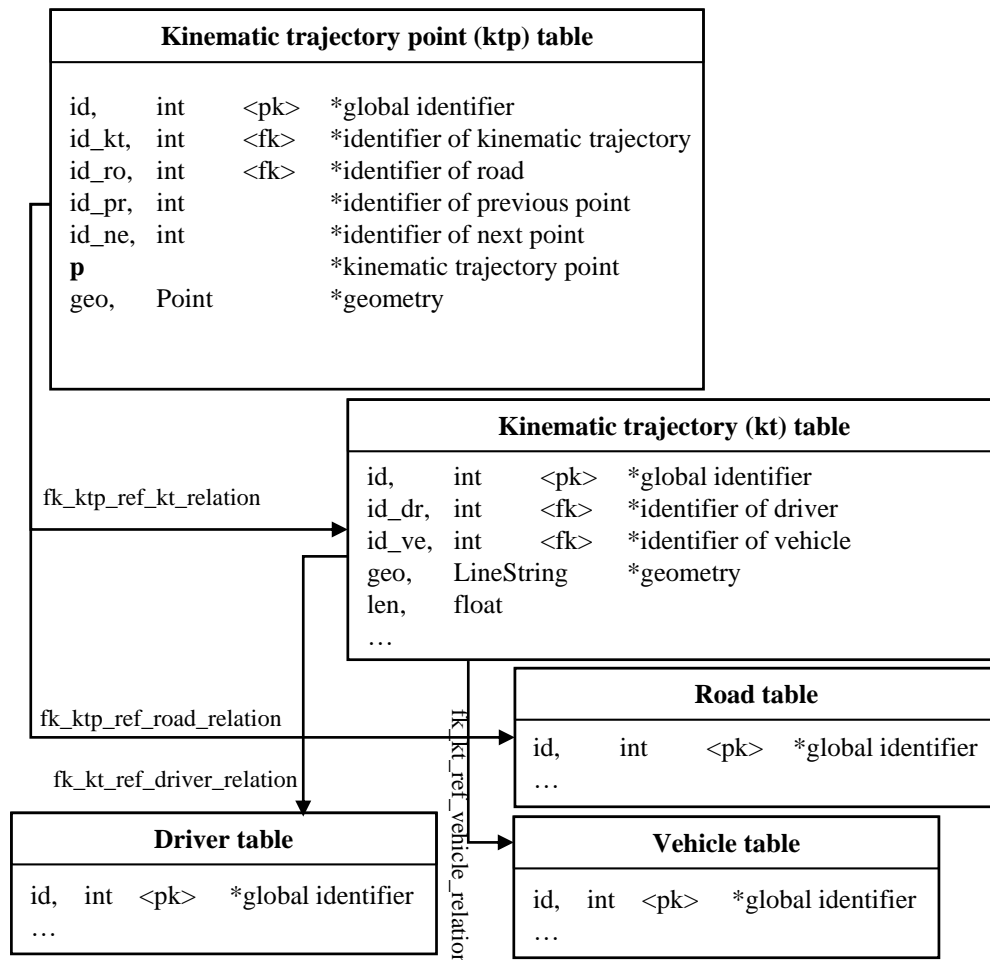 Kinematic trajectory point (ktp) table
id, int <pk> *global identifier
id_kt, int <fk> *identifier of kinematic trajectory
id_ro, int <fk> *identifier of road
id_pr, int *identifier of previous point
id_ne, int *identifier of next point
p *kinematic trajectory point
geo, Point *geometry
Kinematic trajectory (kt) table
id, int <pk> *global identifier
id_dr, int <fk> *identifier of driver
id_ve, int <fk> *identifier of vehicle
geo, LineString *geometry
len, float
…
fk_ktp_ref_kt_relation
fk_ktp_ref_road_relation
fk_kt_ref_driver_relation
fk_kt_ref_vehicle_relation
Road table
id, int <pk> *global identifier
…
Driver table
id, int <pk> *global identifier
…
Vehicle table
id, int <pk> *global identifier
…